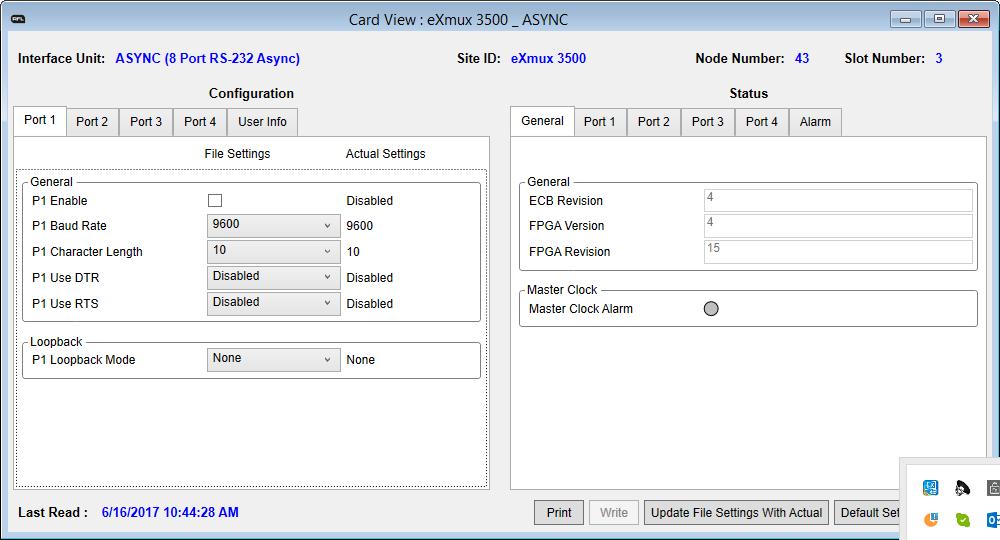 RFL
Card View : eXmux 3500 _ ASYNC
Interface Unit: ASYNC (8 Port RS-232 Async) Site ID: eXmux 3500 Node Number: 43 Slot Number: 3
Configuration
Port 1 Port 2 Port 3 Port 4 User Info
File Settings Actual Settings
General
P1 Enable Disabled
P1 Baud Rate 9600 9600
P1 Character Length 10 10
P1 Use DTR Disabled Disabled
P1 Use RTS Disabled Disabled
Loopback
P1 Loopback Mode None None
Status
General Port 1 Port 2 Port 3 Port 4 Alarm
General
ECB Revision 4
FPGA Version 4
FPGA Revision 15
Master Clock
Master Clock Alarm
Last Read : 6/16/2017 10:44:28 AM
Print Write Update File Settings With Actual Default Set